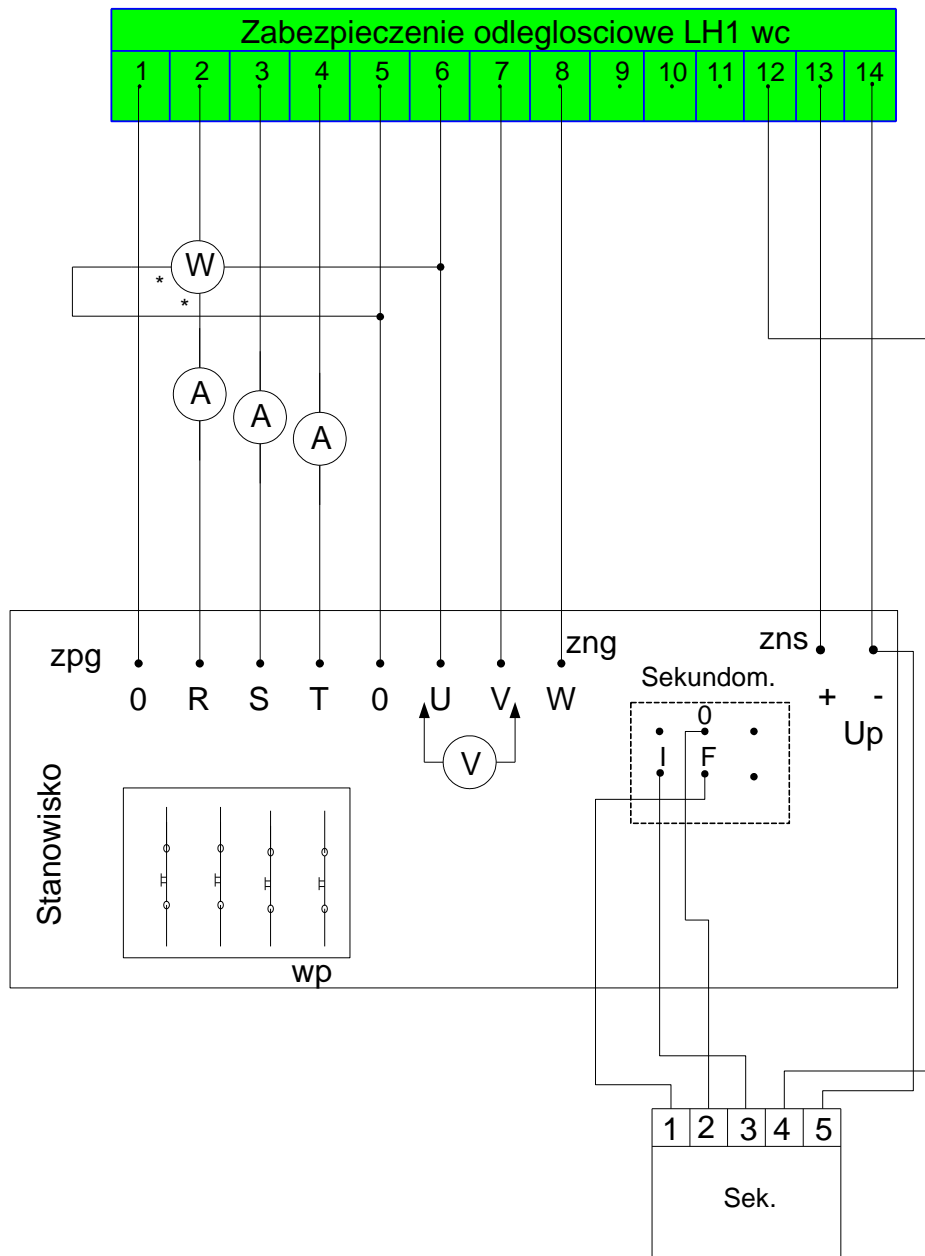 Zabezpieczenie odleglosciowe LH1 wc
1 2 3 4 5 6 7 8 9 10 11 12 13 14
W
*
*
A
A
A
zpg
zng
zns
0 R S T 0 U V W
+ -
Up
Sekundom.
0
I F
V
Stanowisko
wp
1 2 3 4 5
Sek.